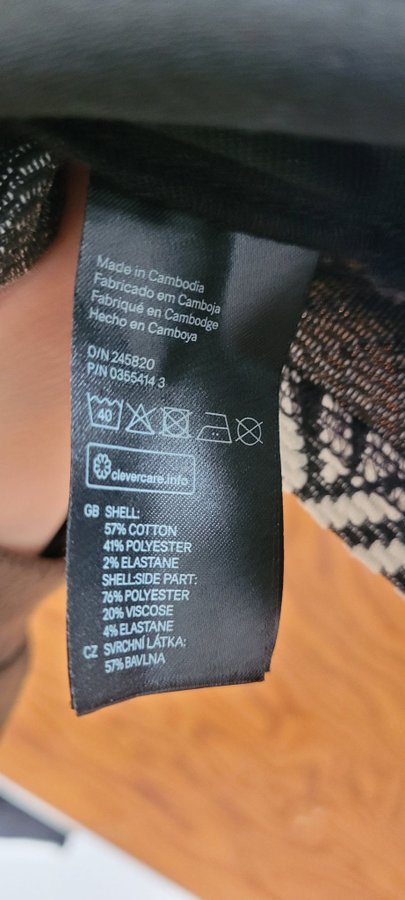 Made in Cambodia
Fabricado em Camboja
Fabriqué en Cambodge
Hecho en Camboya
O/N 245820
P/N 0355414 3
40
clevercare.info
GB SHELL:
57% COTTON
41% POLYESTER
2% ELASTANE
SHELL:SIDE PART:
76% POLYESTER
20% VISCOSE
4% ELASTANE
CZ SVRCHNÍ LÁTKA:
57% BAVLNA